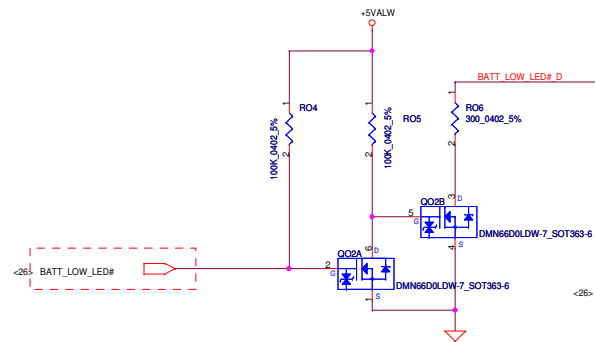 +5VALW
BATT_LOW_LED#_D
1
RO4
100K_0402_5%
2
1
RO5
100K_0402_5%
2
1
RO6
300_0402_5%
2
QO2B
3
D
5
G
S
4
DMN66D0LDW-7_SOT363-6
QO2A
6
D
2
G
S
1
DMN66D0LDW-7_SOT363-6
<26> BATT_LOW_LED#
<26>